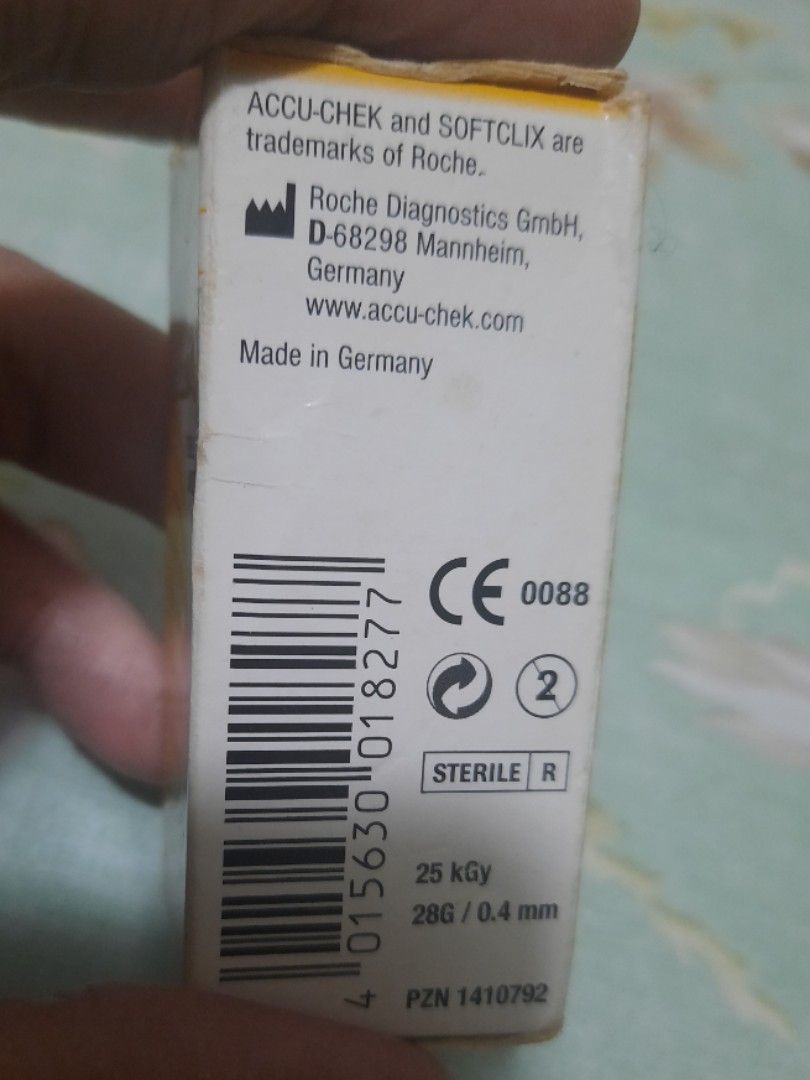 ACCU-CHEK and SOFTCLIX are
trademarks of Roche.
Roche Diagnostics GmbH,
D-68298 Mannheim,
Germany
www.accu-chek.com
Made in Germany
4 015630 018277
CE 0088
2
STERILE R
25 kGy
28G / 0.4 mm
PZN 1410792